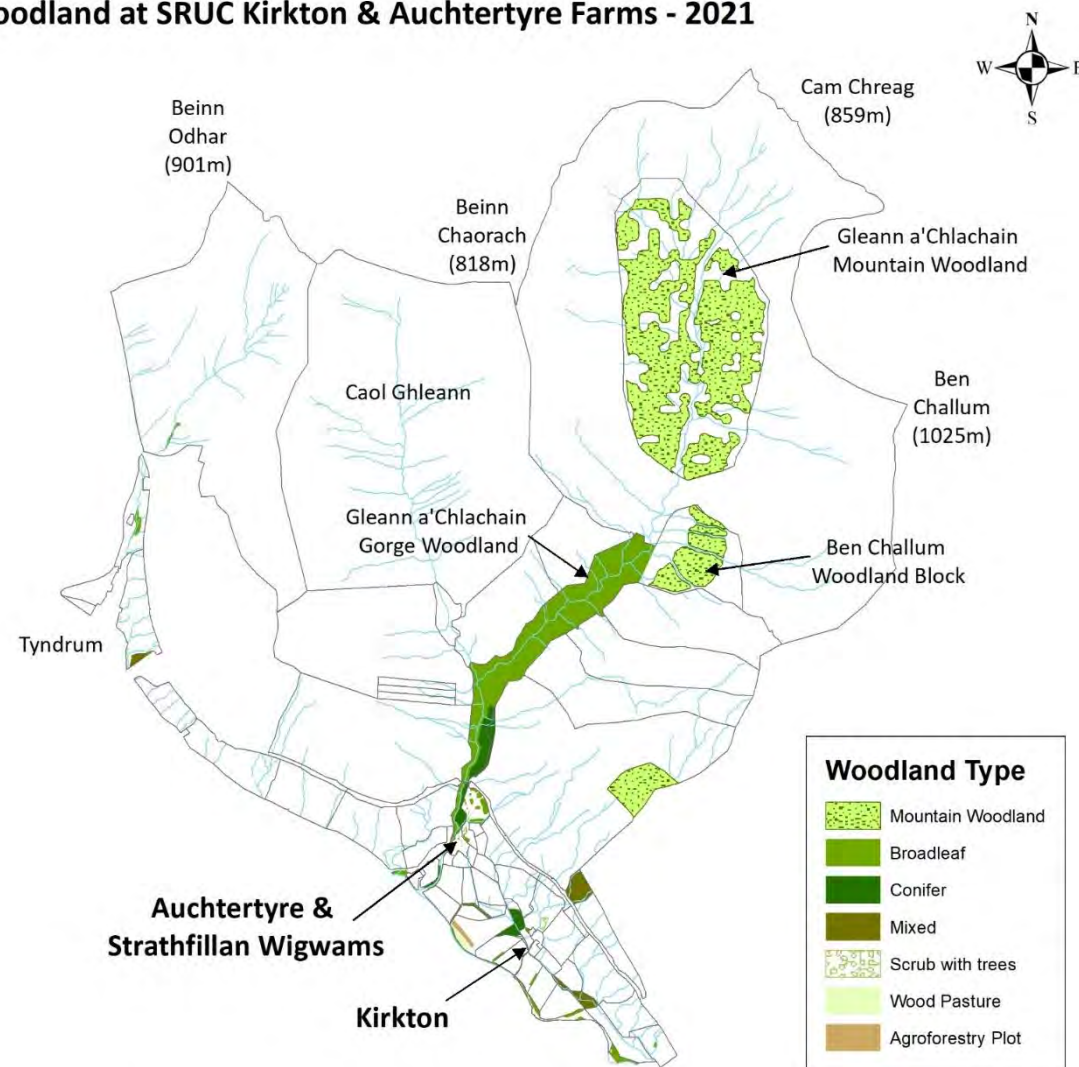 oodland at SRUC Kirkton & Auchtertyre Farms - 2021
N
W
E
S
Cam Chreag
(859m)
Beinn
Odhar
(901m)
Beinn
Chaorach
(818m)
Gleann a'Chlachain
Mountain Woodland
Caol Ghleann
Ben
Challum
(1025m)
Gleann a'Chlachain
Gorge Woodland
Ben Challum
Woodland Block
Tyndrum
Auchtertyre &
Strathfillan Wigwams
Kirkton
Woodland Type
Mountain Woodland
Broadleaf
Conifer
Mixed
Scrub with trees
Wood Pasture
Agroforestry Plot